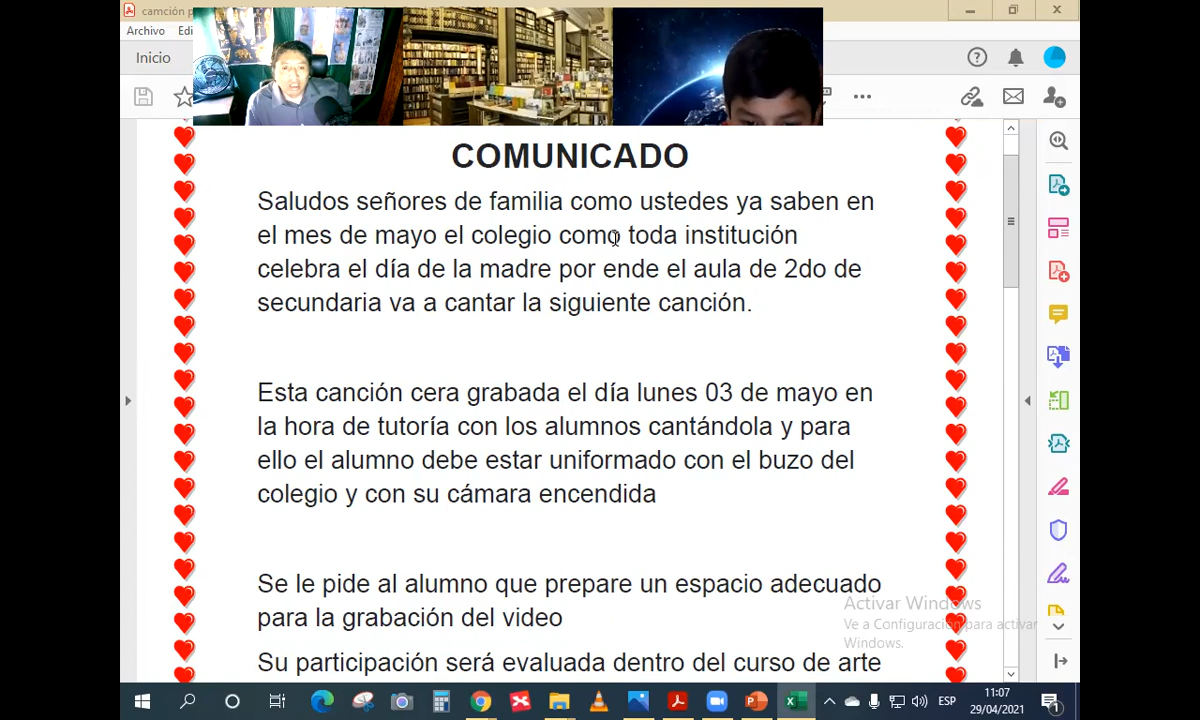 camción p
Archivo Edi
Inicio
COMUNICADO
Saludos señores de familia como ustedes ya saben en
el mes de mayo el colegio como toda institución
celebra el día de la madre por ende el aula de 2do de
secundaria va a cantar la siguiente canción.
Esta canción cera grabada el día lunes 03 de mayo en
la hora de tutoría con los alumnos cantándola y para
ello el alumno debe estar uniformado con el buzo del
colegio y con su cámara encendida
Se le pide al alumno que prepare un espacio adecuado
para la grabación del video
Su participación será evaluada dentro del curso de arte
Activar Windows
Ve a Configuración para activar
Windows.
ESP
11:07
29/04/2021
1